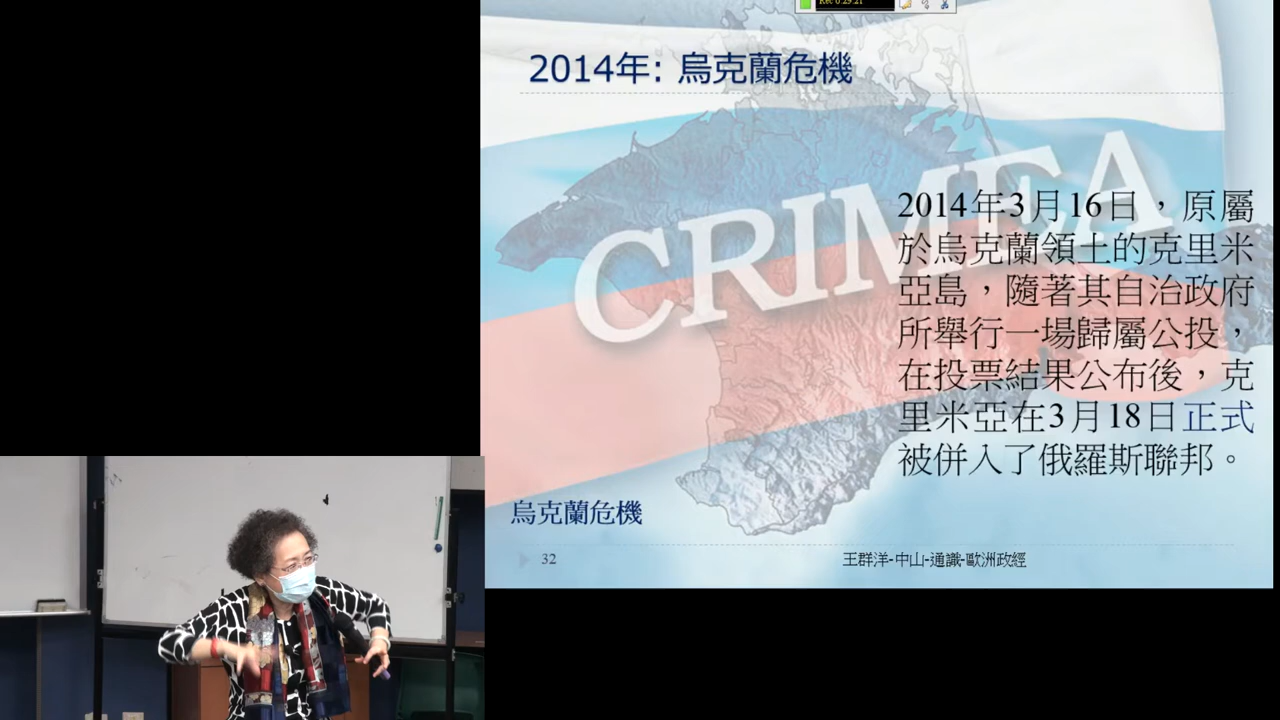 Rec 0:29:21
2014年: 烏克蘭危機
CRIMEA
2014年3月16日，原屬
於烏克蘭領土的克里米
亞島，隨著其自治政府
所舉行一場歸屬公投，
在投票結果公布後，克
里米亞在3月18日正式
被併入了俄羅斯聯邦。
烏克蘭危機
32
王群洋-中山-通識-歐洲政經